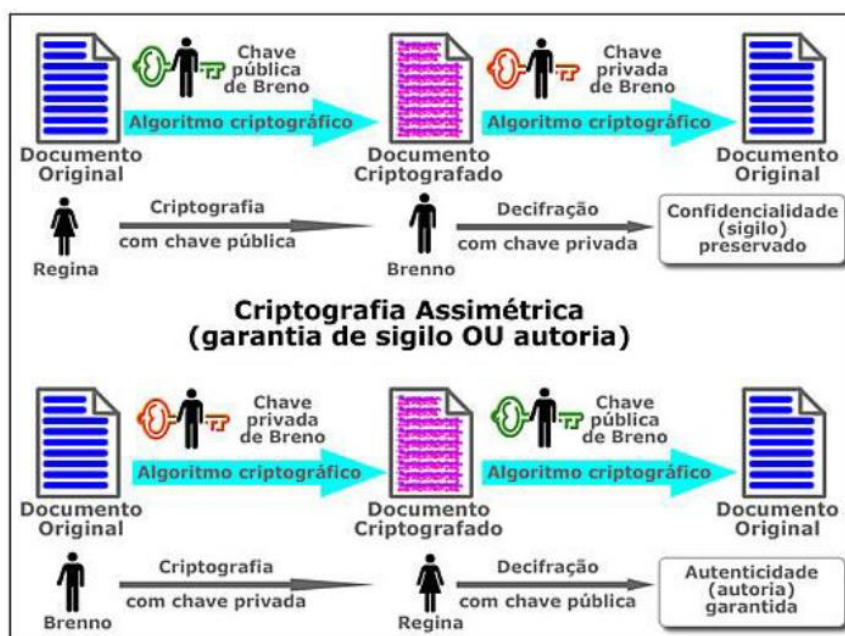 Chave
pública
de Breno
Chave
privada
de Breno
Algoritmo criptográfico
Algoritmo criptográfico
Documento
Original
Documento
Criptografado
Documento
Original
Criptografia
com chave pública
Decifração
com chave privada
Confidencialidade
(sigilo)
preservado
Regina
Brenno
Criptografia Assimétrica
(garantia de sigilo OU autoria)
Chave
privada
de Breno
Chave
pública
de Breno
Algoritmo criptográfico
Algoritmo criptográfico
Documento
Original
Documento
Criptografado
Documento
Original
Criptografia
com chave privada
Decifração
com chave pública
Autenticidade
(autoria)
garantida
Brenno
Regina